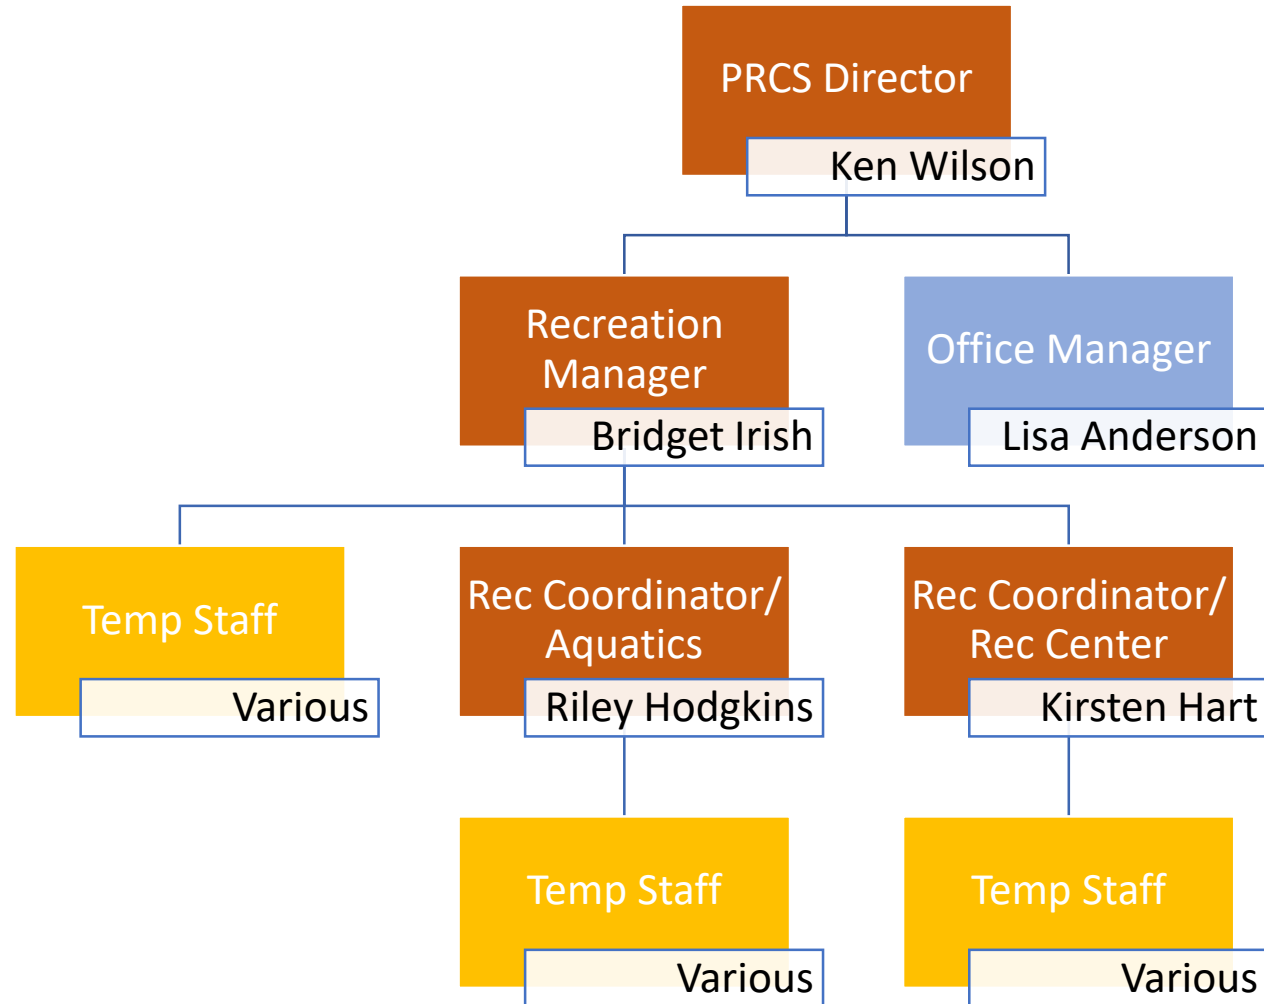 PRCS Director
Ken Wilson
Recreation
Manager
Bridget Irish
Office Manager
Lisa Anderson
Temp Staff
Various
Rec Coordinator/
Aquatics
Riley Hodgkins
Rec Coordinator/
Rec Center
Kirsten Hart
Temp Staff
Various
Temp Staff
Various